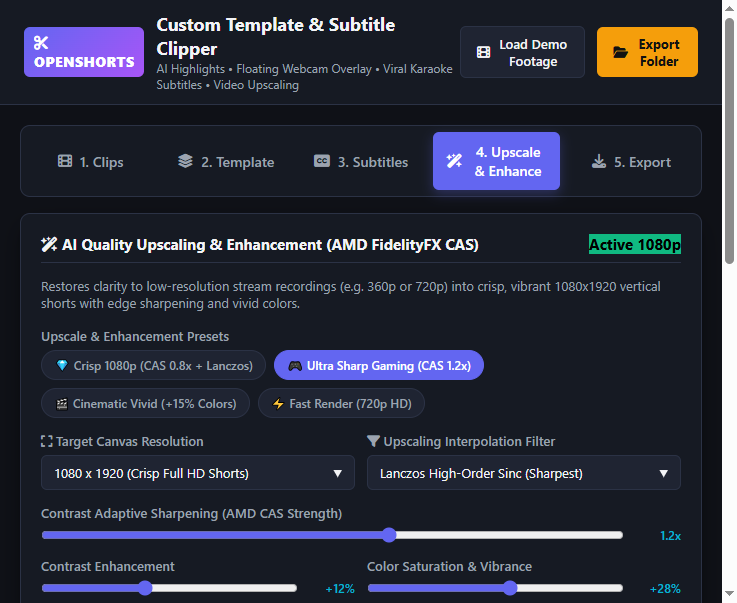 OPENSHORTS
Custom Template & Subtitle
Clipper
AI Highlights • Floating Webcam Overlay • Viral Karaoke
Subtitles • Video Upscaling
Load Demo
Footage
Export
Folder
1. Clips
2. Template
CC 3. Subtitles
4. Upscale
& Enhance
5. Export
AI Quality Upscaling & Enhancement (AMD FidelityFX CAS)
Active 1080p
Restores clarity to low-resolution stream recordings (e.g. 360p or 720p) into crisp, vibrant 1080x1920 vertical
shorts with edge sharpening and vivid colors.
Upscale & Enhancement Presets
Crisp 1080p (CAS 0.8x + Lanczos)
Ultra Sharp Gaming (CAS 1.2x)
Cinematic Vivid (+15% Colors)
Fast Render (720p HD)
Target Canvas Resolution
Upscaling Interpolation Filter
1080 x 1920 (Crisp Full HD Shorts)
Lanczos High-Order Sinc (Sharpest)
Contrast Adaptive Sharpening (AMD CAS Strength)
1.2x
Contrast Enhancement
Color Saturation & Vibrance
+12%
+28%